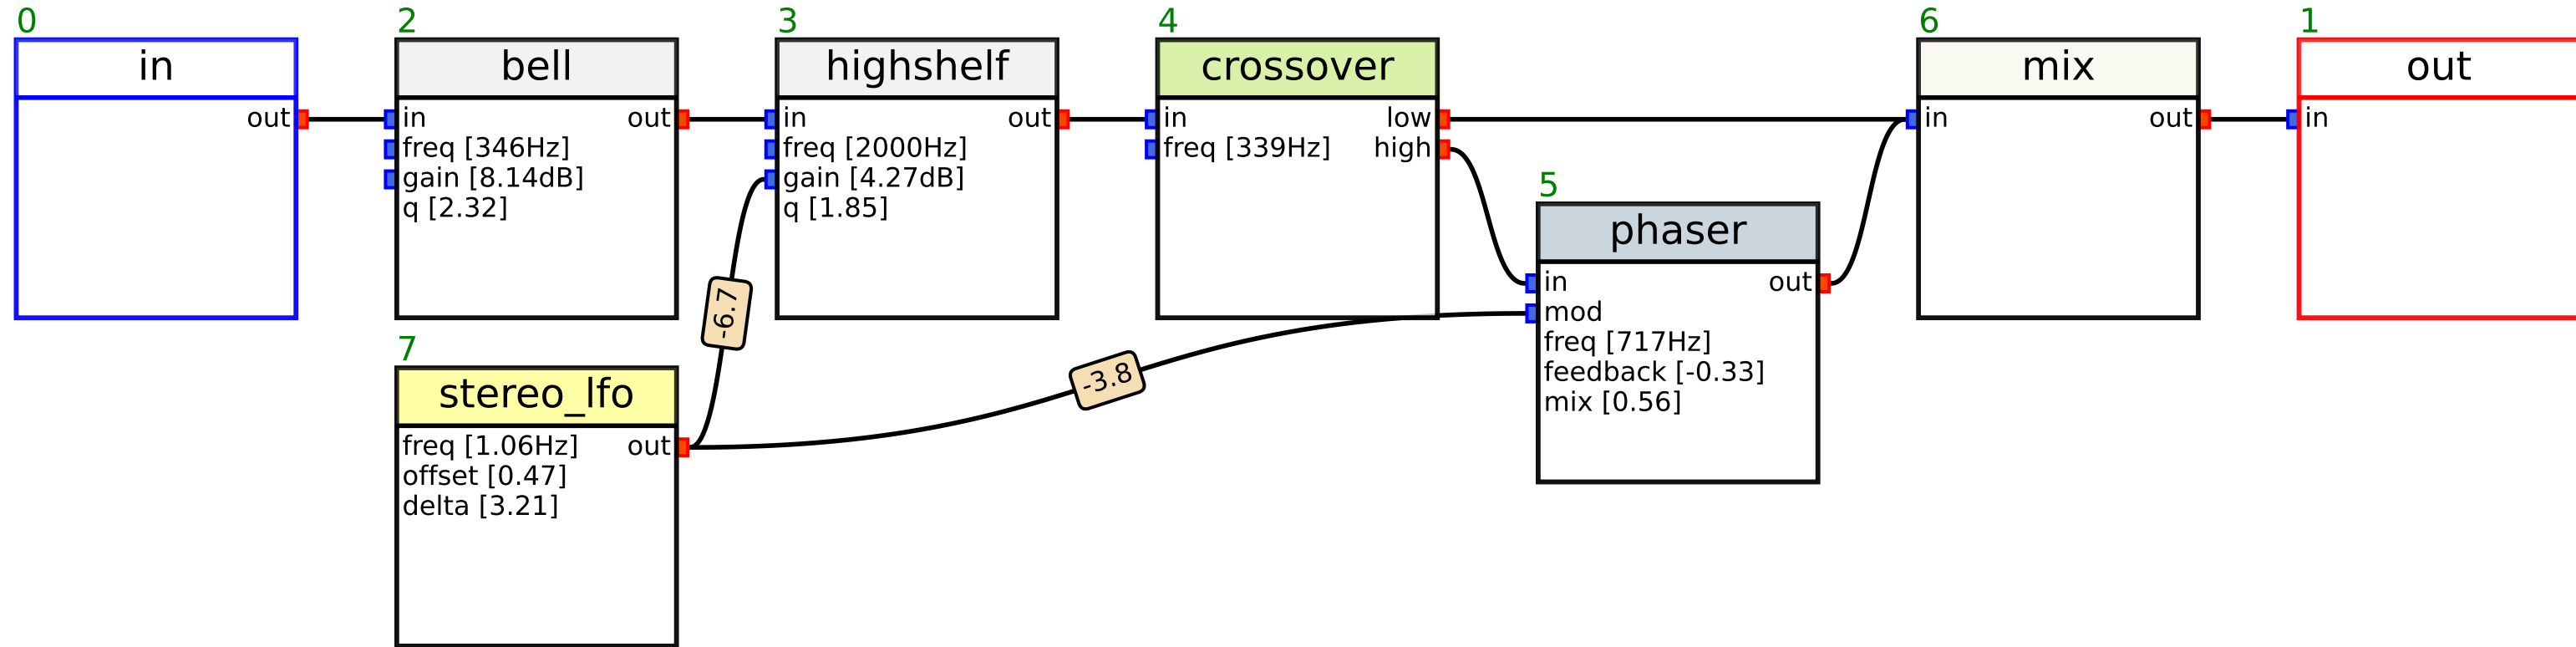 0
in
out
2
bell
in out
freq [346Hz]
gain [8.14dB]
q [2.32]
3
highshelf
in out
freq [2000Hz]
gain [4.27dB]
q [1.85]
4
crossover
in low
freq [339Hz] high
5
phaser
in out
mod
freq [717Hz]
feedback [-0.33]
mix [0.56]
6
mix
in out
1
out
in
7
stereo_lfo
freq [1.06Hz] out
offset [0.47]
delta [3.21]
-6.7
-3.8